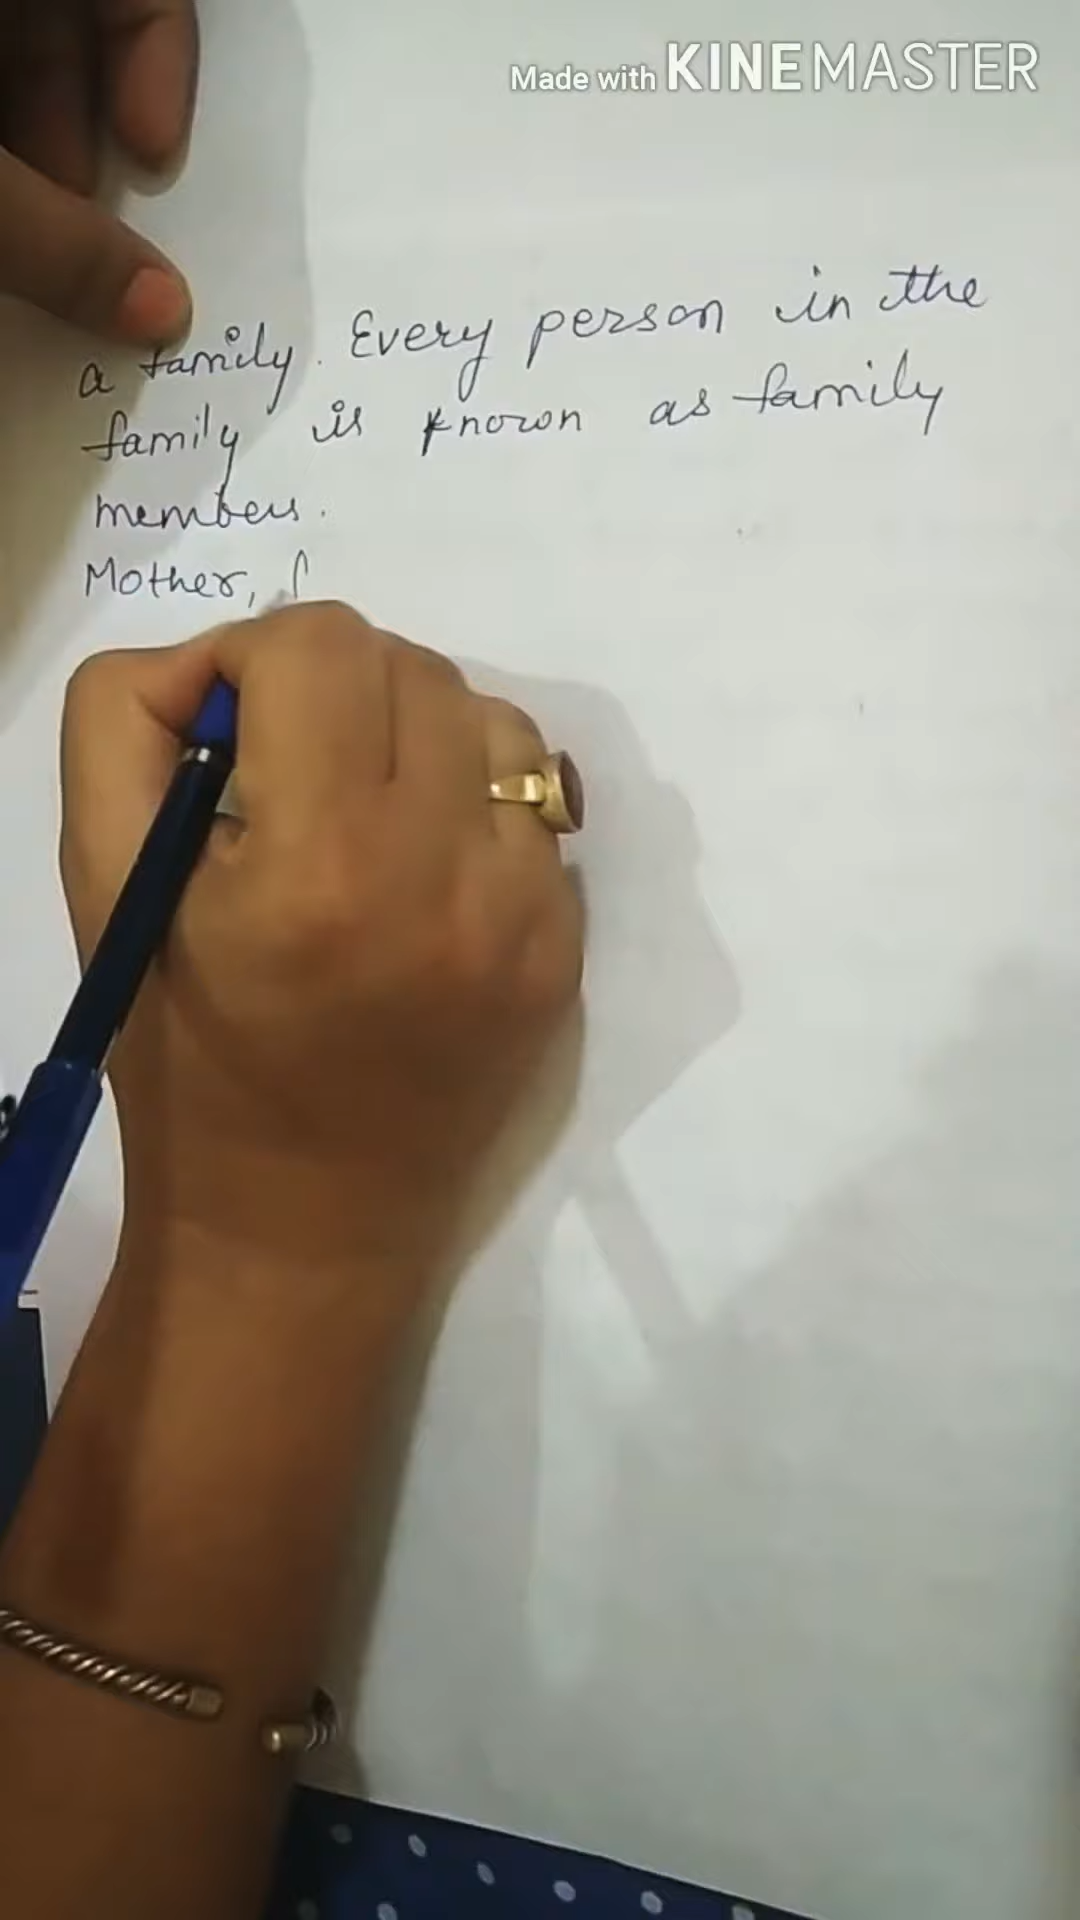 Made with KINEMASTER
a family. Every person in the
family is known as family
members.
Mother,